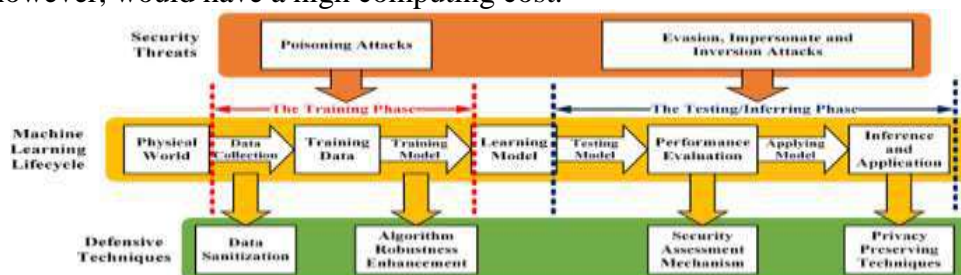 however, would have a high computing cost.
Security
Threats
Poisoning Attacks
Evasion, Impersonate and
Inversion Attacks
The Training Phase
The Testing/Inferring Phase
Machine
Learning
Lifecycle
Physical
World
Data
Collection
Training
Data
Training
Model
Learning
Model
Testing
Model
Performance
Evaluation
Applying
Model
Inference
and
Application
Defensive
Techniques
Data
Sanitization
Algorithm
Robustness
Enhancement
Security
Assessment
Mechanism
Privacy
Preserving
Techniques